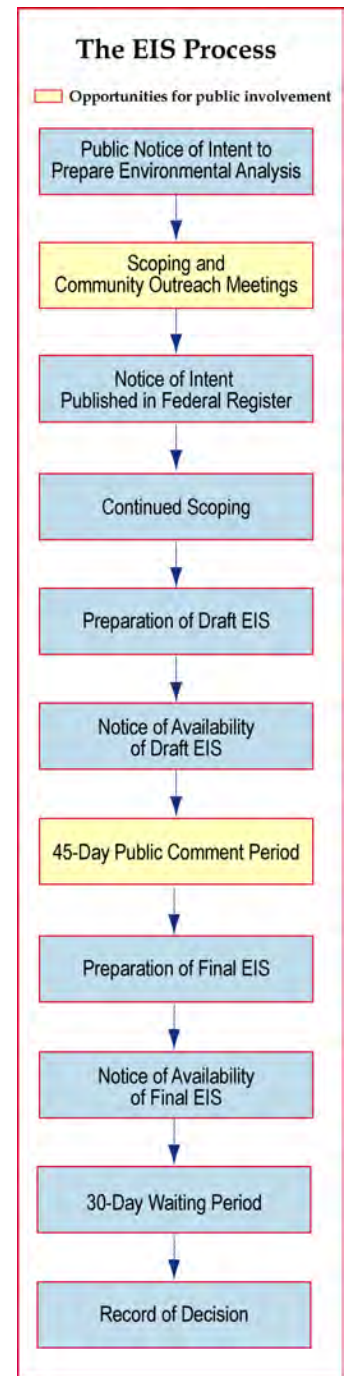 The EIS Process
Opportunities for public involvement
Public Notice of Intent to
Prepare Environmental Analysis
Scoping and
Community Outreach Meetings
Notice of Intent
Published in Federal Register
Continued Scoping
Preparation of Draft EIS
Notice of Availability
of Draft EIS
45-Day Public Comment Period
Preparation of Final EIS
Notice of Availability
of Final EIS
30-Day Waiting Period
Record of Decision